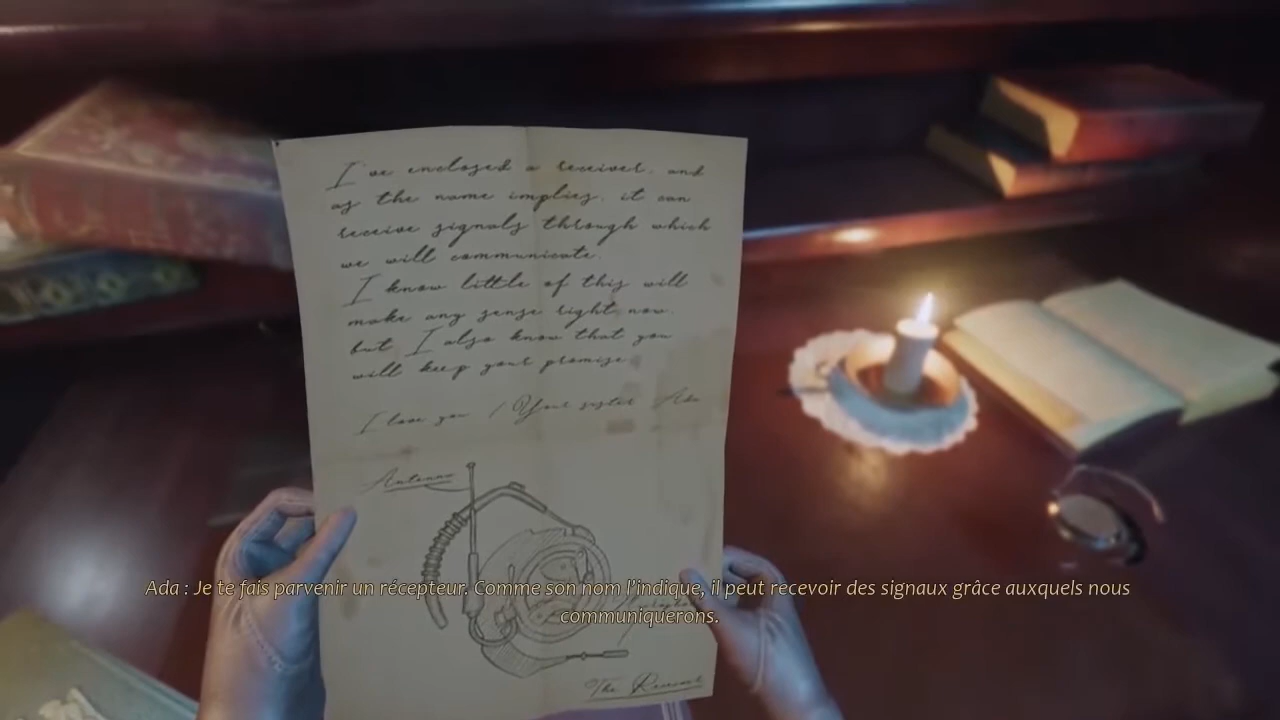 I've enclosed a receiver, and
as the name implies, it can
receive signals through which
we will communicate.
I know little of this will
make any sense right now,
but I also know that you
will keep your promise.
I love you / Your sister Ada
Antenna
Ada : Je te fais parvenir un récepteur. Comme son nom l'indique, il peut recevoir des signaux grâce auxquels nous
communiquerons.
The Receiver